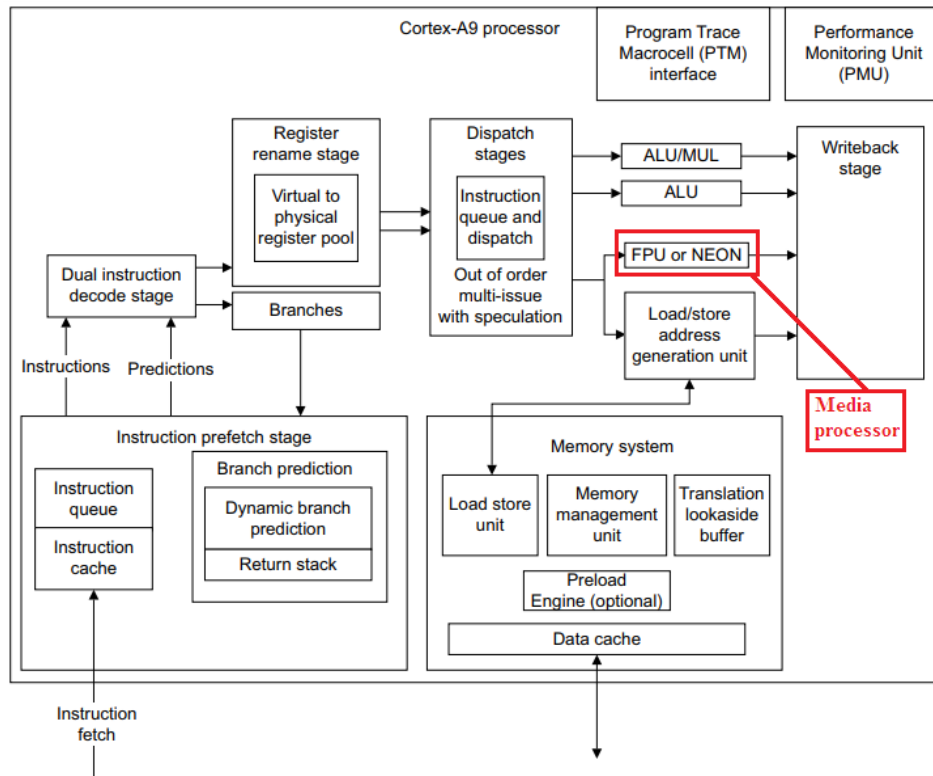 Cortex-A9 processor
Program Trace
Macrocell (PTM)
interface
Performance
Monitoring Unit
(PMU)
Register
rename stage
Virtual to
physical
register pool
Dispatch
stages
Instruction
queue and
dispatch
Out of order
multi-issue
with speculation
ALU/MUL
ALU
FPU or NEON
Load/store
address
generation unit
Writeback
stage
Dual instruction
decode stage
Branches
Instructions
Predictions
Media
processor
Instruction prefetch stage
Instruction
queue
Instruction
cache
Branch prediction
Dynamic branch
prediction
Return stack
Memory system
Load store
unit
Memory
management
unit
Translation
lookaside
buffer
Preload
Engine (optional)
Data cache
Instruction
fetch